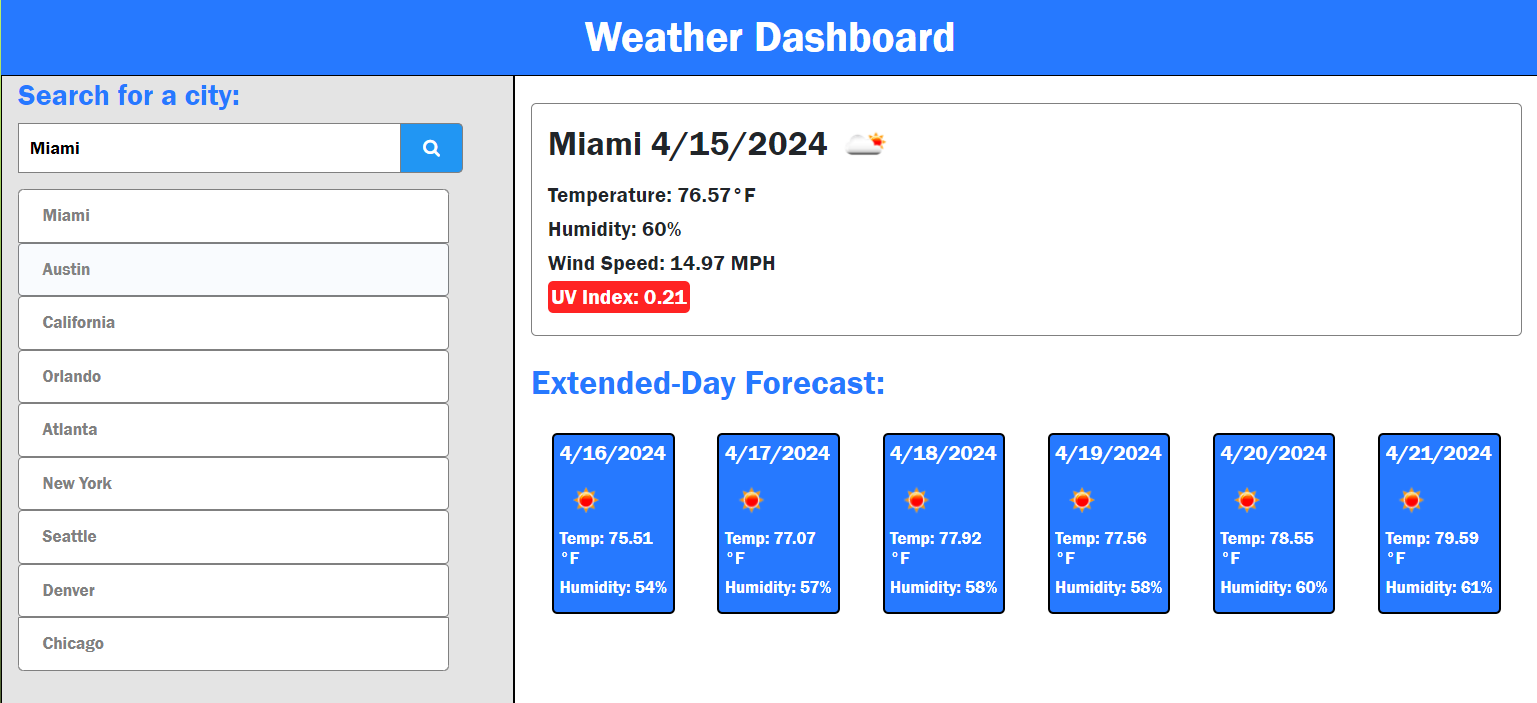 Weather Dashboard
Search for a city:
Miami
Miami
Austin
California
Orlando
Atlanta
New York
Seattle
Denver
Chicago
Miami 4/15/2024
Temperature: 76.57°F
Humidity: 60%
Wind Speed: 14.97 MPH
UV Index: 0.21
Extended-Day Forecast:
4/16/2024
Temp: 75.51
°F
Humidity: 54%
4/17/2024
Temp: 77.07
°F
Humidity: 57%
4/18/2024
Temp: 77.92
°F
Humidity: 58%
4/19/2024
Temp: 77.56
°F
Humidity: 58%
4/20/2024
Temp: 78.55
°F
Humidity: 60%
4/21/2024
Temp: 79.59
°F
Humidity: 61%